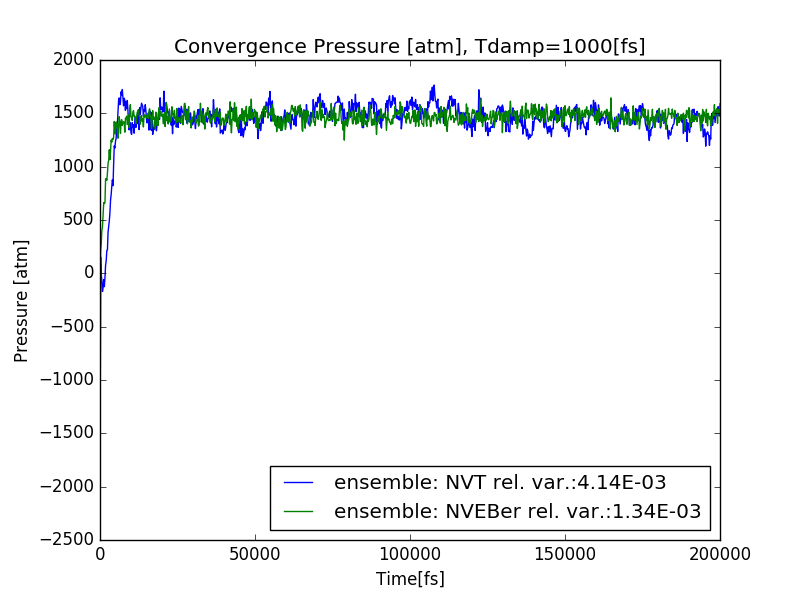 Convergence Pressure [atm], Tdamp=1000[fs]
2000
1500
1000
500
0
−500
−1000
−1500
−2000
−2500
Pressure [atm]
ensemble: NVT rel. var.:4.14E-03
ensemble: NVEBer rel. var.:1.34E-03
0 50000 100000 150000 200000
Time[fs]